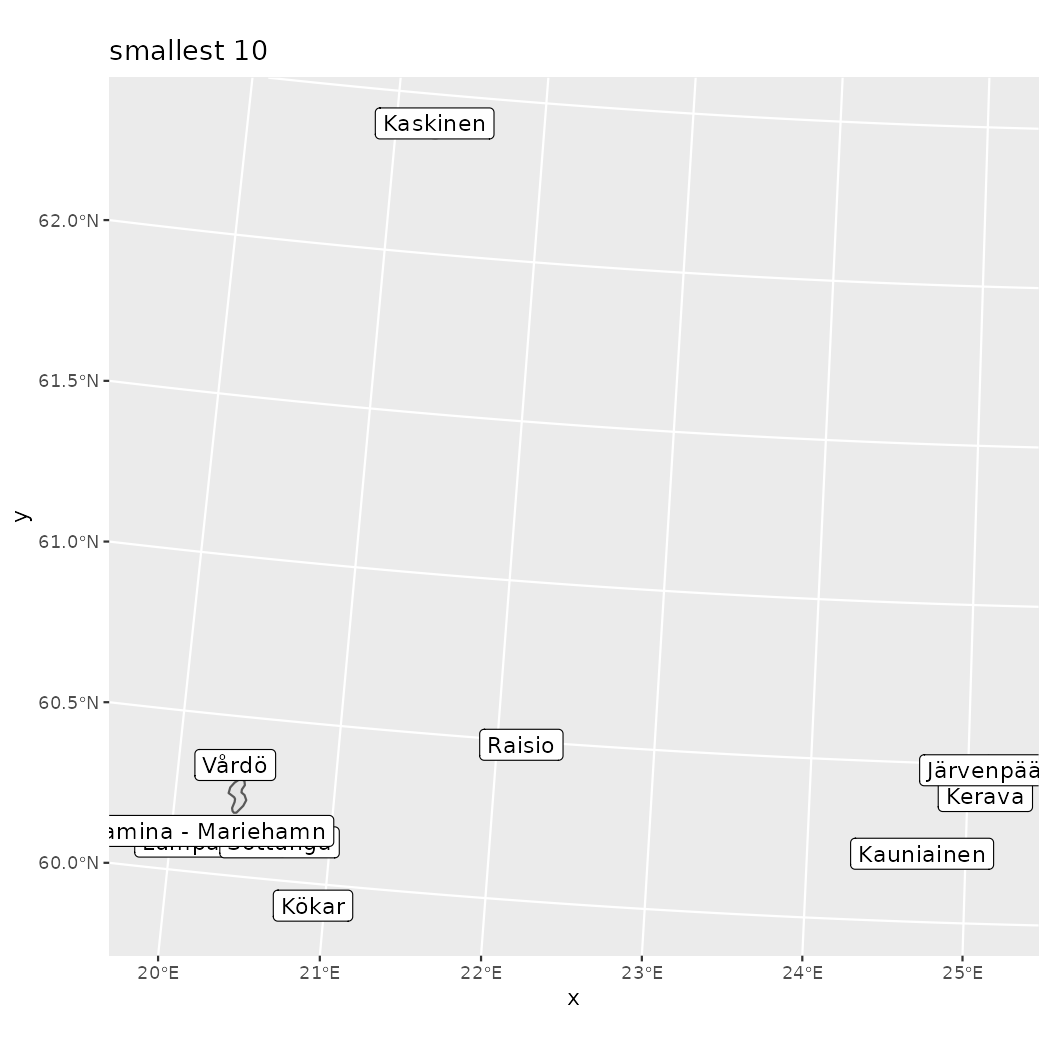 smallest 10
Kaskinen
62.0°N
61.5°N
y
61.0°N
60.5°N
Raisio
Vårdö
Järvenpää
Kerava
amina - Mariehamn
Kauniainen
60.0°N
Kökar
20°E 21°E 22°E 23°E 24°E 25°E
x